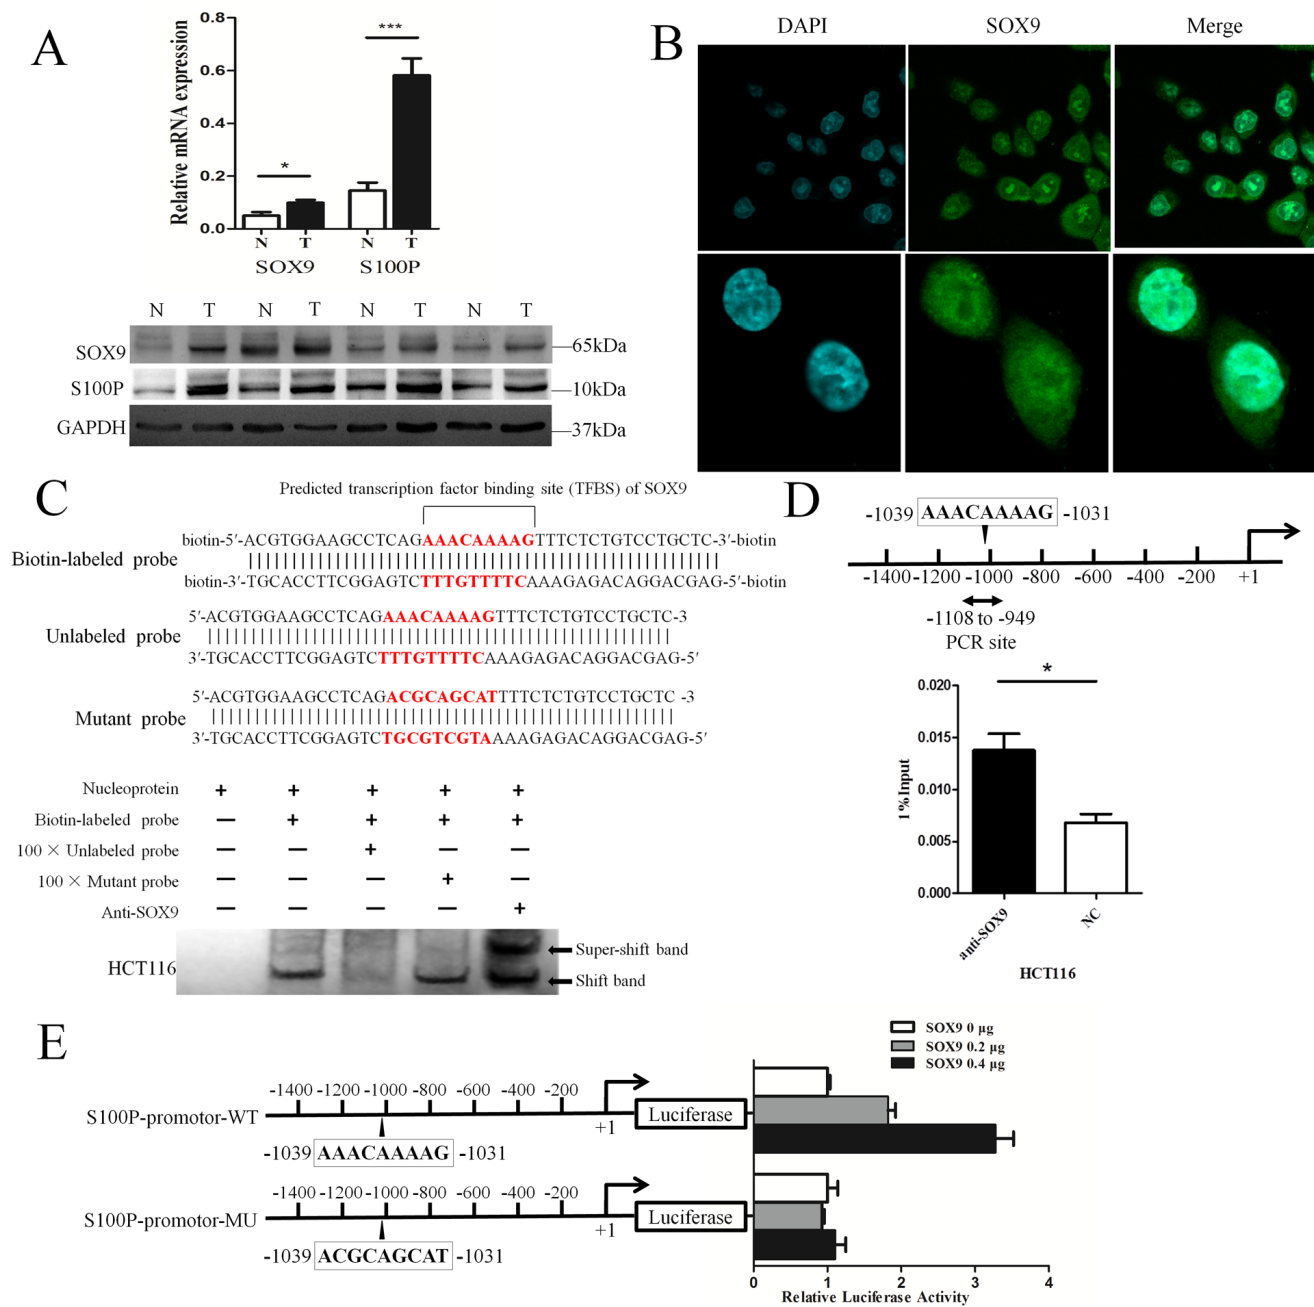 A
Relative mRNA expression
0.8
0.6
0.4
0.2
0.0
*
***
N T N T
SOX9 S100P
N T N T N T N T
SOX9 65kDa
S100P 10kDa
GAPDH 37kDa
B
DAPI SOX9 Merge
C
Predicted transcription factor binding site (TFBS) of SOX9
biotin-5'-ACGTGGAAGCCTCAGAAACAAAAGTTTCTCTGTCCTGCTC-3'-biotin
Biotin-labeled probe
biotin-3'-TGCACCTTCGGAGTCTTTGTTTTCAAAGAGACAGGACGAG-5'-biotin
5'-ACGTGGAAGCCTCAGAAACAAAAGTTTCTCTGTCCTGCTC-3
Unlabeled probe
3'-TGCACCTTCGGAGTCTTTGTTTTCAAAGAGACAGGACGAG-5'
5'-ACGTGGAAGCCTCAGACGCAGCATTTTCTCTGTCCTGCTC -3
Mutant probe
3'-TGCACCTTCGGAGTCTGCGTCGTAAAAGAGACAGGACGAG-5'
Nucleoprotein + + + + +
Biotin-labeled probe — + + + +
100 × Unlabeled probe — — + — —
100 × Mutant probe — — — + —
Anti-SOX9 — — — — +
HCT116
Super-shift band
Shift band
D
-1039 AAACAAAAG -1031
-1400 -1200 -1000 -800 -600 -400 -200 +1
-1108 to -949
PCR site
1%Input
0.020
0.015
0.010
0.005
0.000
*
anti-SOX9 NC
HCT116
E
SOX9 0 μg
SOX9 0.2 μg
SOX9 0.4 μg
-1400 -1200 -1000 -800 -600 -400 -200
S100P-promotor-WT +1 Luciferase
-1039 AAACAAAAG -1031
-1400 -1200 -1000 -800 -600 -400 -200
S100P-promotor-MU +1 Luciferase
-1039 ACGCAGCAT -1031
0 1 2 3 4
Relative Luciferase Activity